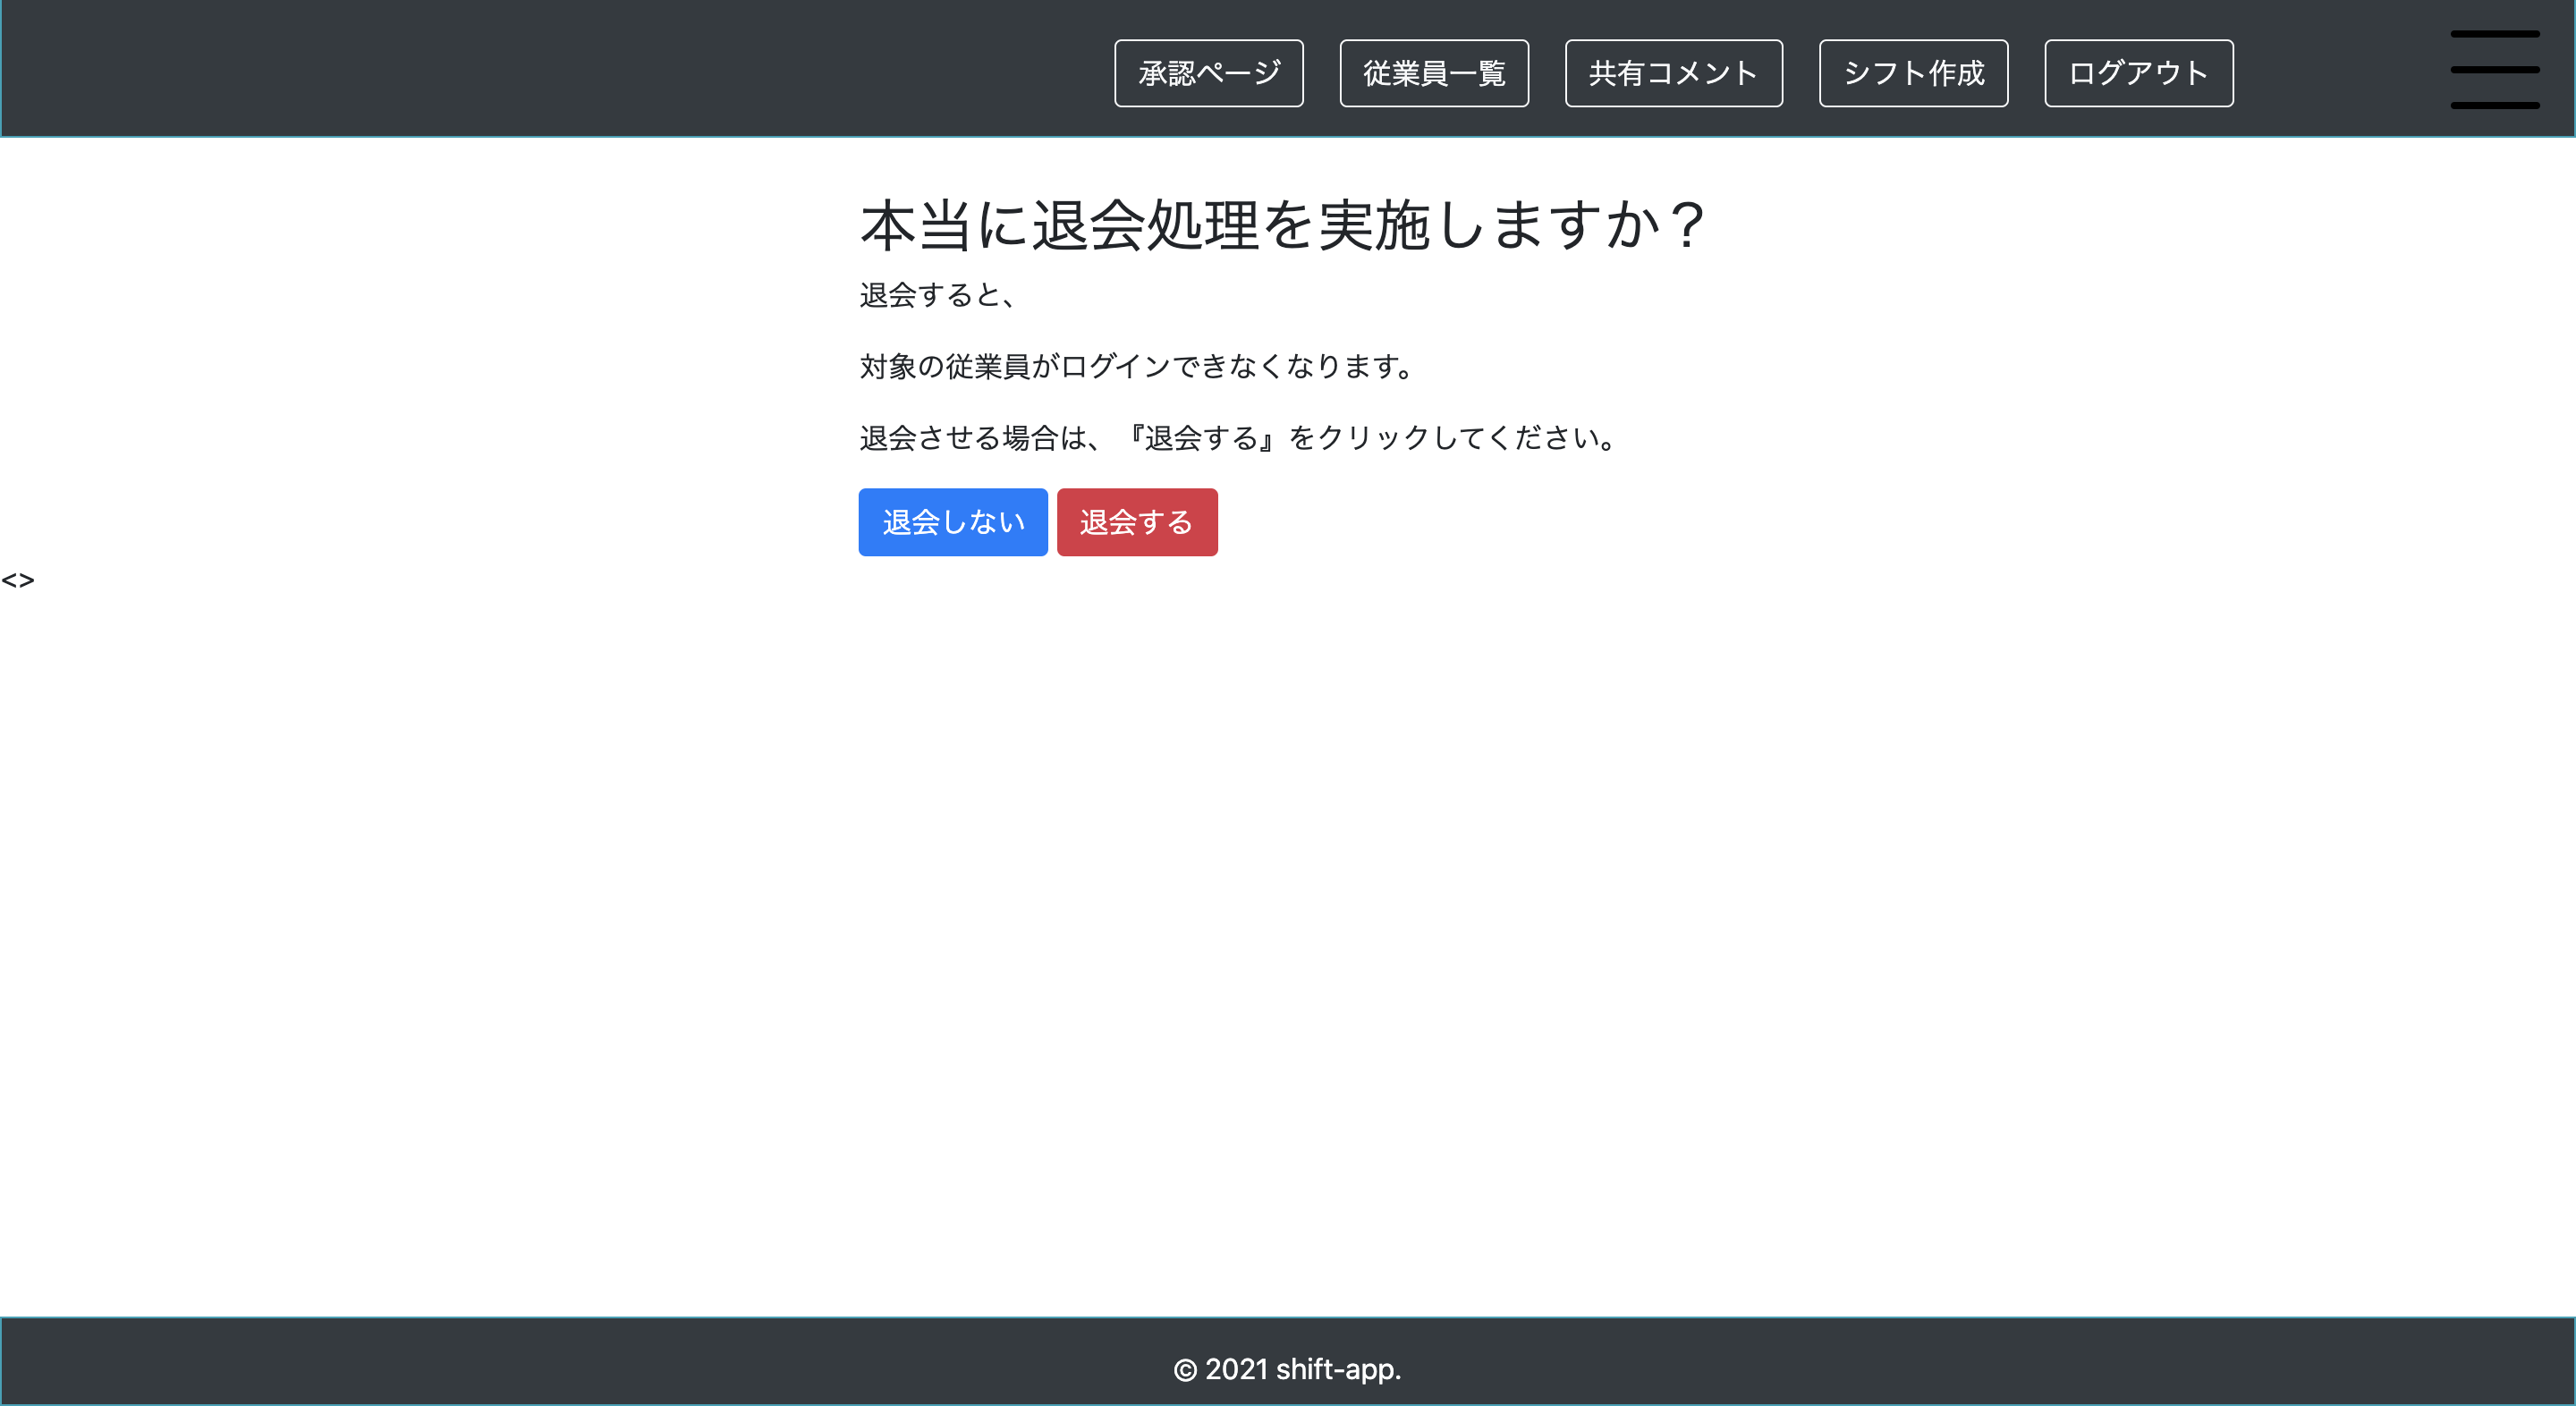 承認ページ 従業員一覧 共有コメント シフト作成 ログアウト
本当に退会処理を実施しますか？
退会すると、
対象の従業員がログインできなくなります。
退会させる場合は、『退会する』をクリックしてください。
退会しない 退会する
<>
© 2021 shift-app.